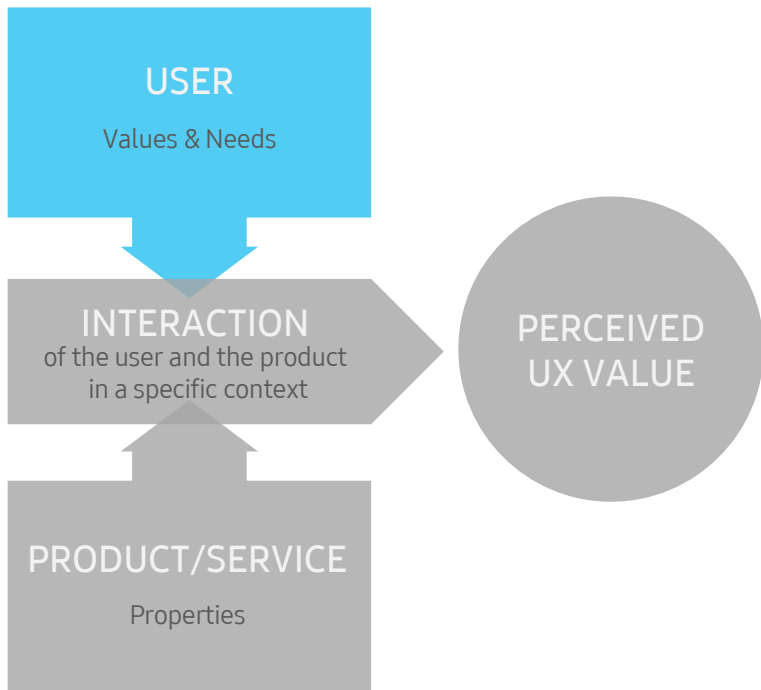 USER
Values & Needs
INTERACTION
of the user and the product
in a specific context
PERCEIVED
UX VALUE
PRODUCT/SERVICE
Properties